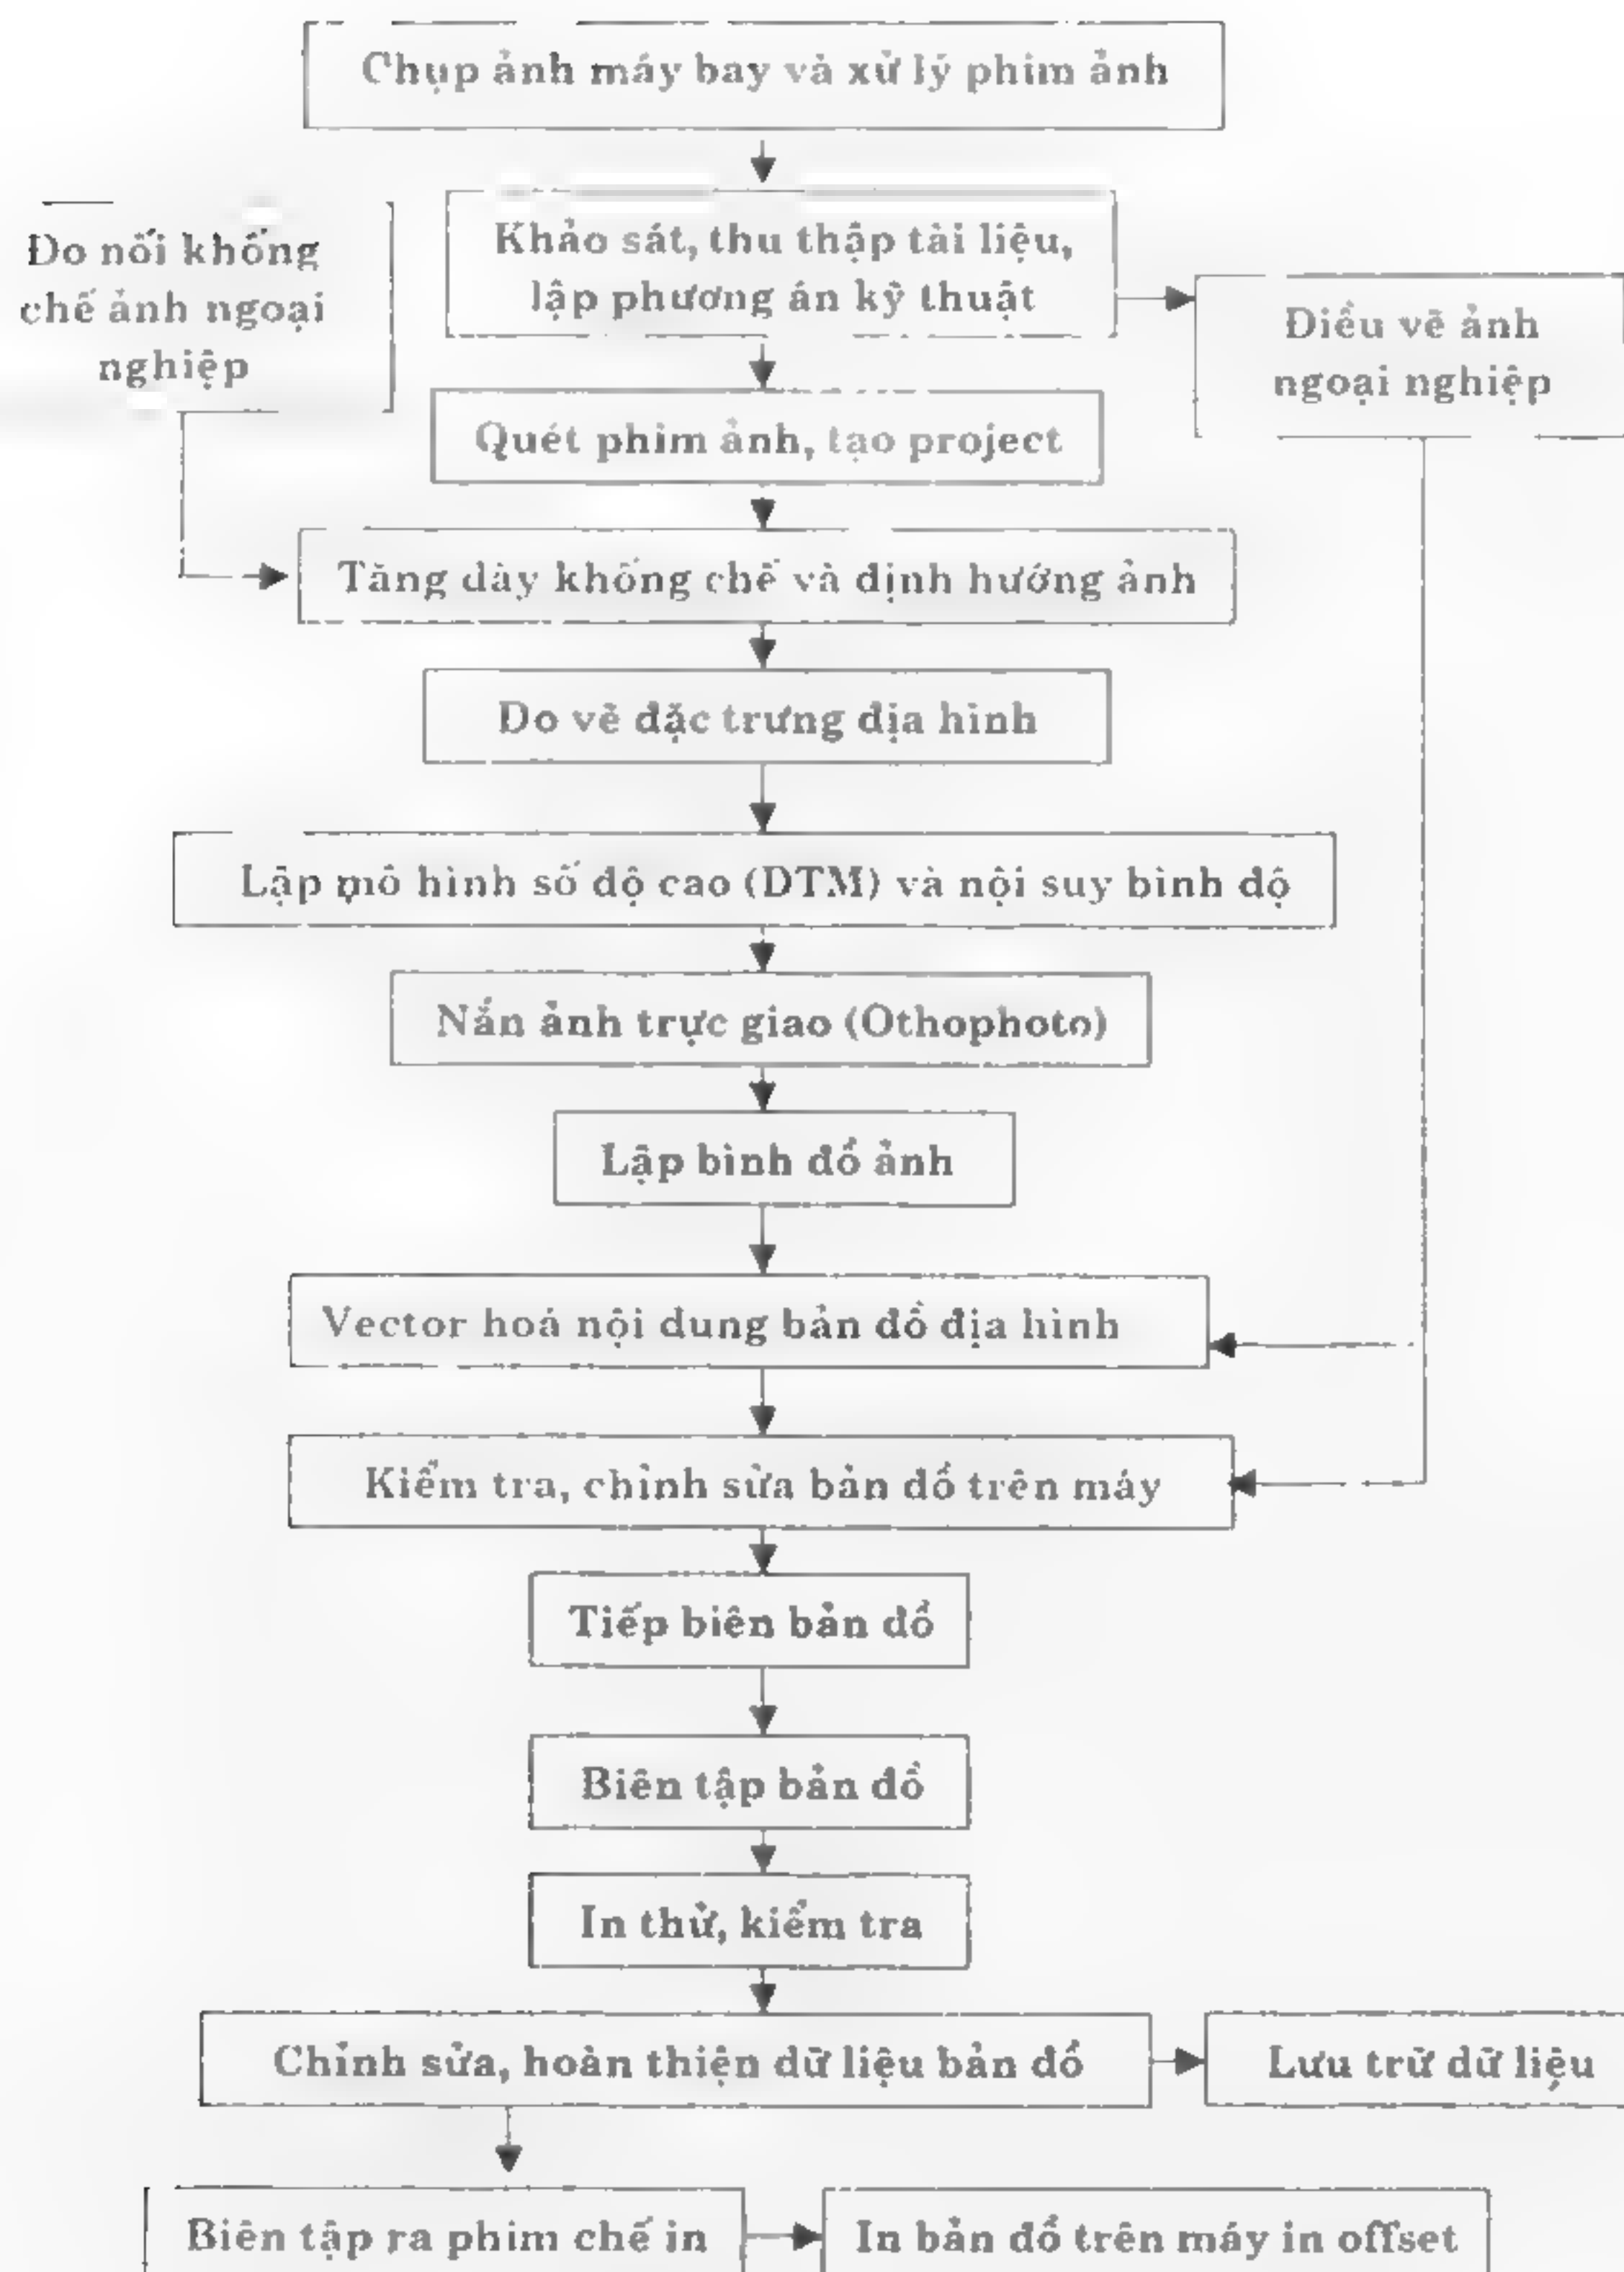 Chụp ảnh máy bay và xử lý phim ảnh
Đo nối khống
chế ảnh ngoại
nghiệp
Khảo sát, thu thập tài liệu,
lập phương án kỹ thuật
Điều vẽ ảnh
ngoại nghiệp
Quét phim ảnh, tạo project
Tăng dày khống chế và định hướng ảnh
Đo vẽ đặc trưng địa hình
Lập mô hình số độ cao (DTM) và nội suy bình độ
Nắn ảnh trực giao (Othophoto)
Lập bình đồ ảnh
Vector hoá nội dung bản đồ địa hình
Kiểm tra, chỉnh sửa bản đồ trên máy
Tiếp biên bản đồ
Biên tập bản đồ
In thử, kiểm tra
Chỉnh sửa, hoàn thiện dữ liệu bản đồ
Lưu trữ dữ liệu
Biên tập ra phim chế in
In bản đồ trên máy in offset